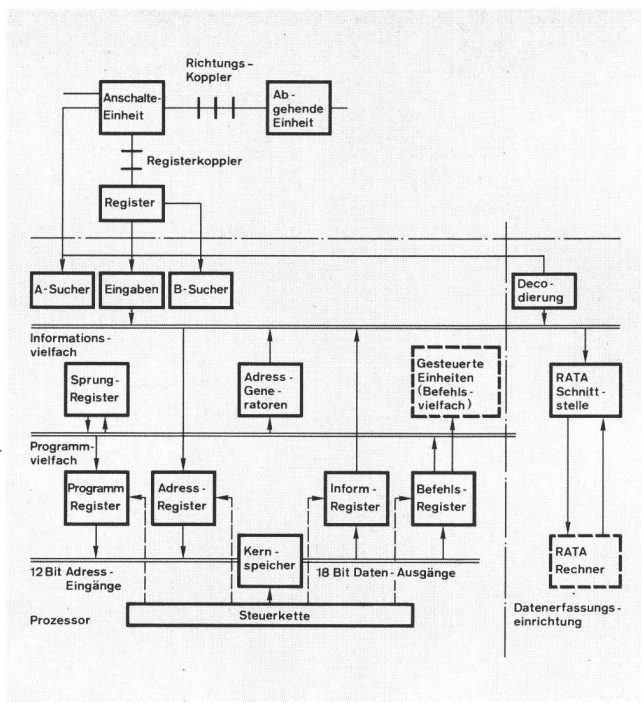 Richtungs-
Koppler
Anschalte-
Einheit
Ab-
gehende
Einheit
Registerkoppler
Register
A-Sucher
Eingaben
B-Sucher
Deco-
dierung
Informations-
vielfach
Sprung-
Register
Adress-
Gene-
ratoren
Gesteuerte
Einheiten
(Befehls-
vielfach)
RATA
Schnitt-
stelle
Programm-
vielfach
Programm
Register
Adress-
Register
Inform-
Register
Befehls-
Register
Kern-
speicher
RATA
Rechner
12 Bit Adress-
Eingänge
18 Bit Daten-Ausgänge
Steuerkette
Prozessor
Datenerfassungs-
einrichtung